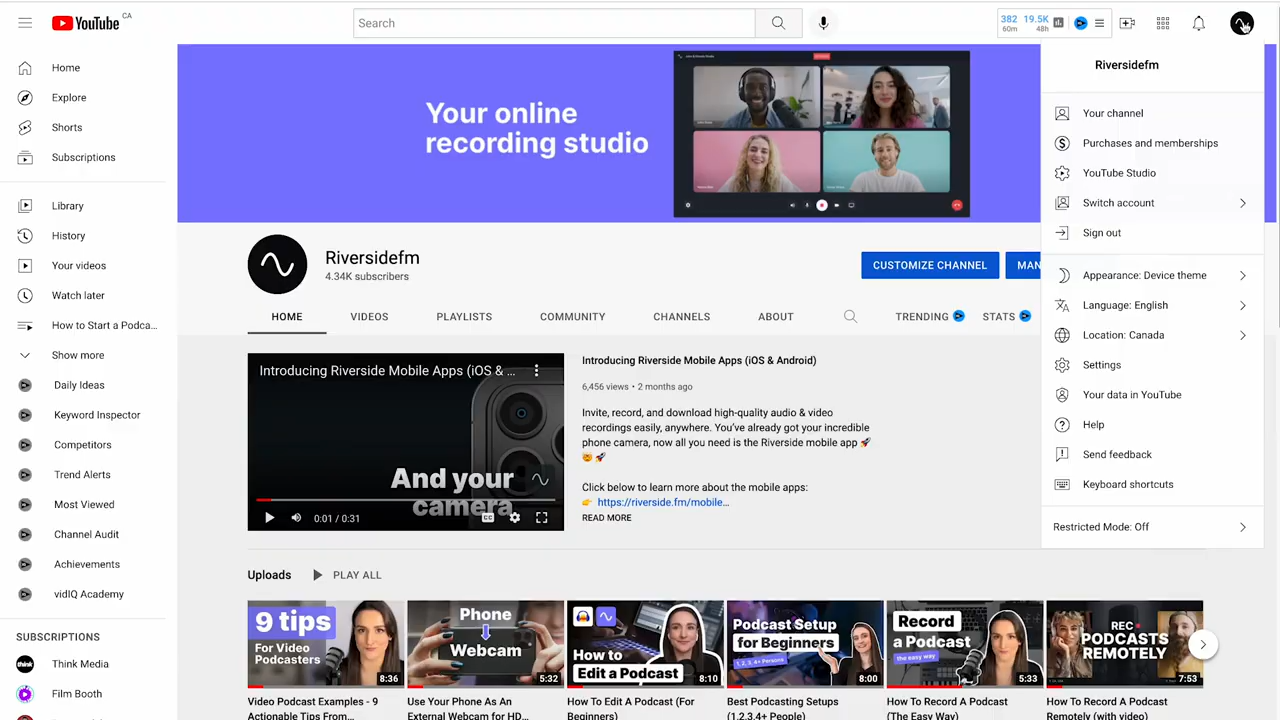 YouTube CA
Search
382 19.5K
60m 48h
Home
Explore
Shorts
Subscriptions
Library
History
Your videos
Watch later
How to Start a Podca...
Show more
Daily Ideas
Keyword Inspector
Competitors
Trend Alerts
Most Viewed
Channel Audit
Achievements
vidIQ Academy
SUBSCRIPTIONS
think
Think Media
Film Booth
Your online
recording studio
Riversidefm
4.34K subscribers
CUSTOMIZE CHANNEL
MAN
HOME
VIDEOS
PLAYLISTS
COMMUNITY
CHANNELS
ABOUT
TRENDING
STATS
Introducing Riverside Mobile Apps (iOS & ...
And your
camera
0:01 / 0:31
CC
Introducing Riverside Mobile Apps (iOS & Android)
6,456 views • 2 months ago
Invite, record, and download high-quality audio & video
recordings easily, anywhere. You’ve already got your incredible
phone camera, now all you need is the Riverside mobile app 🚀
🤯 🚀
Click below to learn more about the mobile apps:
👉 https://riverside.fm/mobile...
READ MORE
Uploads
PLAY ALL
9 tips
For Video
Podcasters
8:36
Video Podcast Examples - 9
Actionable Tips From...
Phone
Webcam
5:32
Use Your Phone As An
External Webcam for HD...
How to
Edit a Podcast
8:10
How To Edit A Podcast (For
Beginners)
Podcast Setup
for Beginners
1, 2, 3, 4+ Persons
8:00
Best Podcasting Setups
(1,2,3,4+ People)
Record
a Podcast
the easy way
5:33
How To Record A Podcast
(The Easy Way)
REC
PODCASTS
REMOTELY
7:53
How To Record A Podcast
Remotely (with video)
Riversidefm
Your channel
Purchases and memberships
YouTube Studio
Switch account
Sign out
Appearance: Device theme
Language: English
Location: Canada
Settings
Your data in YouTube
Help
Send feedback
Keyboard shortcuts
Restricted Mode: Off